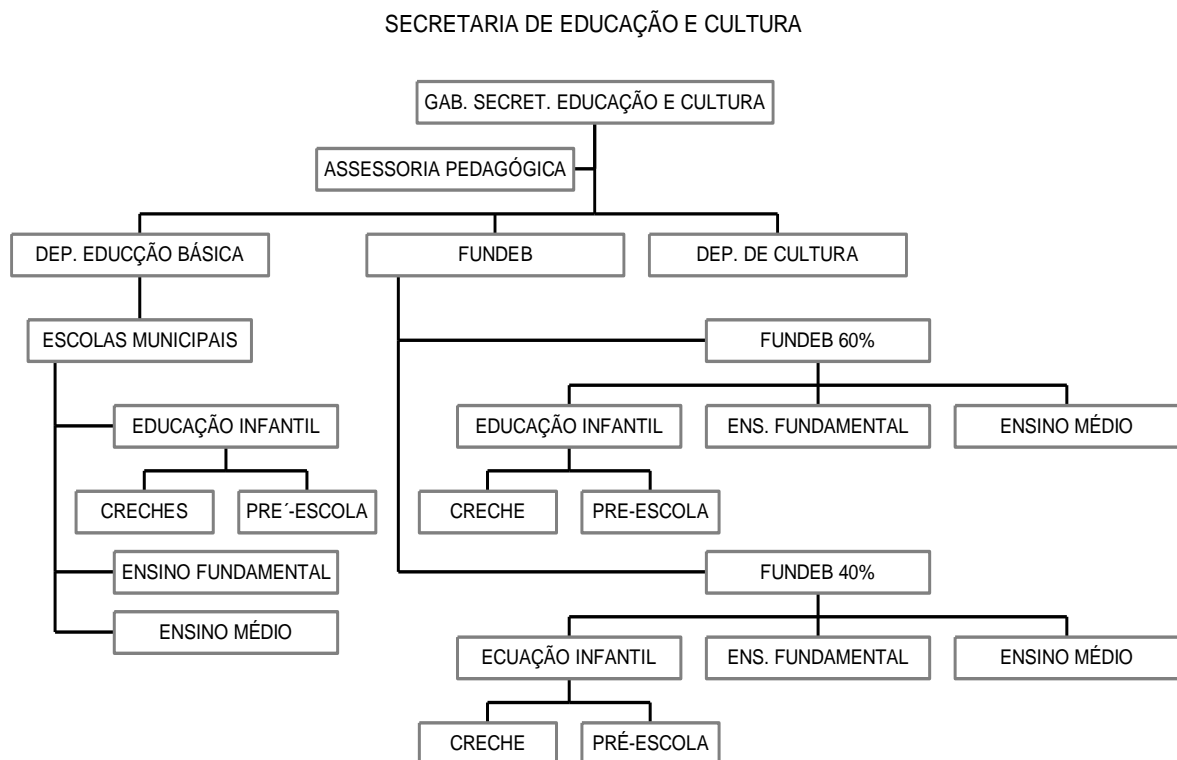 SECRETARIA DE EDUCAÇÃO E CULTURA
GAB. SECRET. EDUCAÇÃO E CULTURA
ASSESSORIA PEDAGÓGICA
DEP. EDUCÇÃO BÁSICA
FUNDEB
DEP. DE CULTURA
ESCOLAS MUNICIPAIS
FUNDEB 60%
EDUCAÇÃO INFANTIL
EDUCAÇÃO INFANTIL
ENS. FUNDAMENTAL
ENSINO MÉDIO
CRECHES
PRE´-ESCOLA
CRECHE
PRE-ESCOLA
ENSINO FUNDAMENTAL
FUNDEB 40%
ENSINO MÉDIO
ECUAÇÃO INFANTIL
ENS. FUNDAMENTAL
ENSINO MÉDIO
CRECHE
PRÉ-ESCOLA